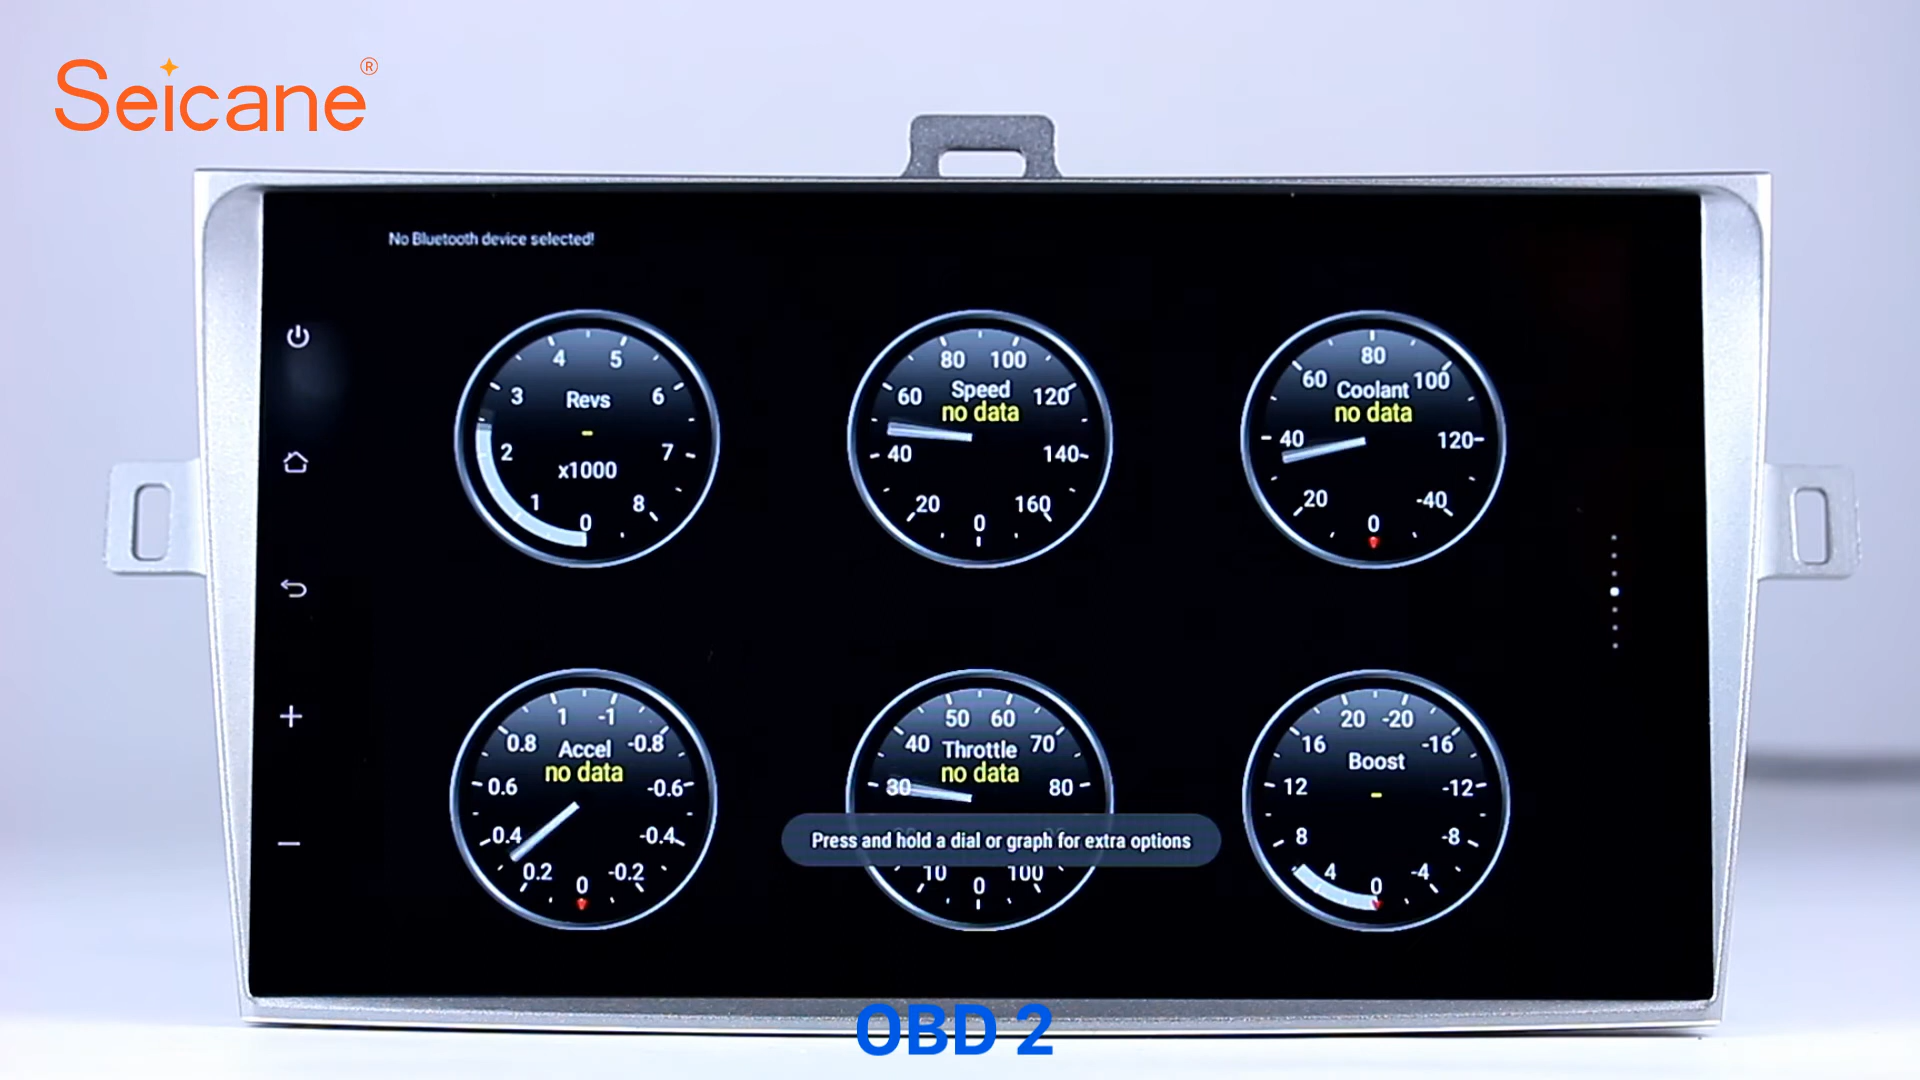 Seicane®
No Bluetooth device selected!
4 5
3 Revs 6
-
2 7
x1000
1 8
0
80 100
60 Speed 120
no data
40 140
20 160
0
80
60 Coolant 100
no data
40 120
20 -40
0
1 -1
0.8 Accel -0.8
no data
0.6 -0.6
0.4 -0.4
0.2 -0.2
0
50 60
40 Throttle 70
no data
30 80
Press and hold a dial or graph for extra options
10 100
0
20 -20
16 -16
Boost
12 - -12
8 -8
4 -4
0
OBD 2